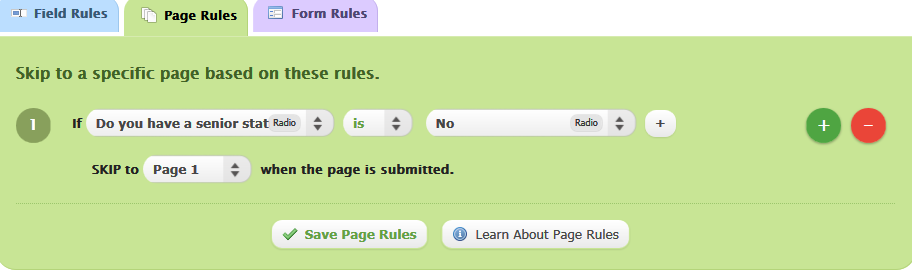 Field Rules Page Rules Form Rules
Skip to a specific page based on these rules.
1 If Do you have a senior stat Radio is No Radio + + −
SKIP to Page 1 when the page is submitted.
Save Page Rules Learn About Page Rules